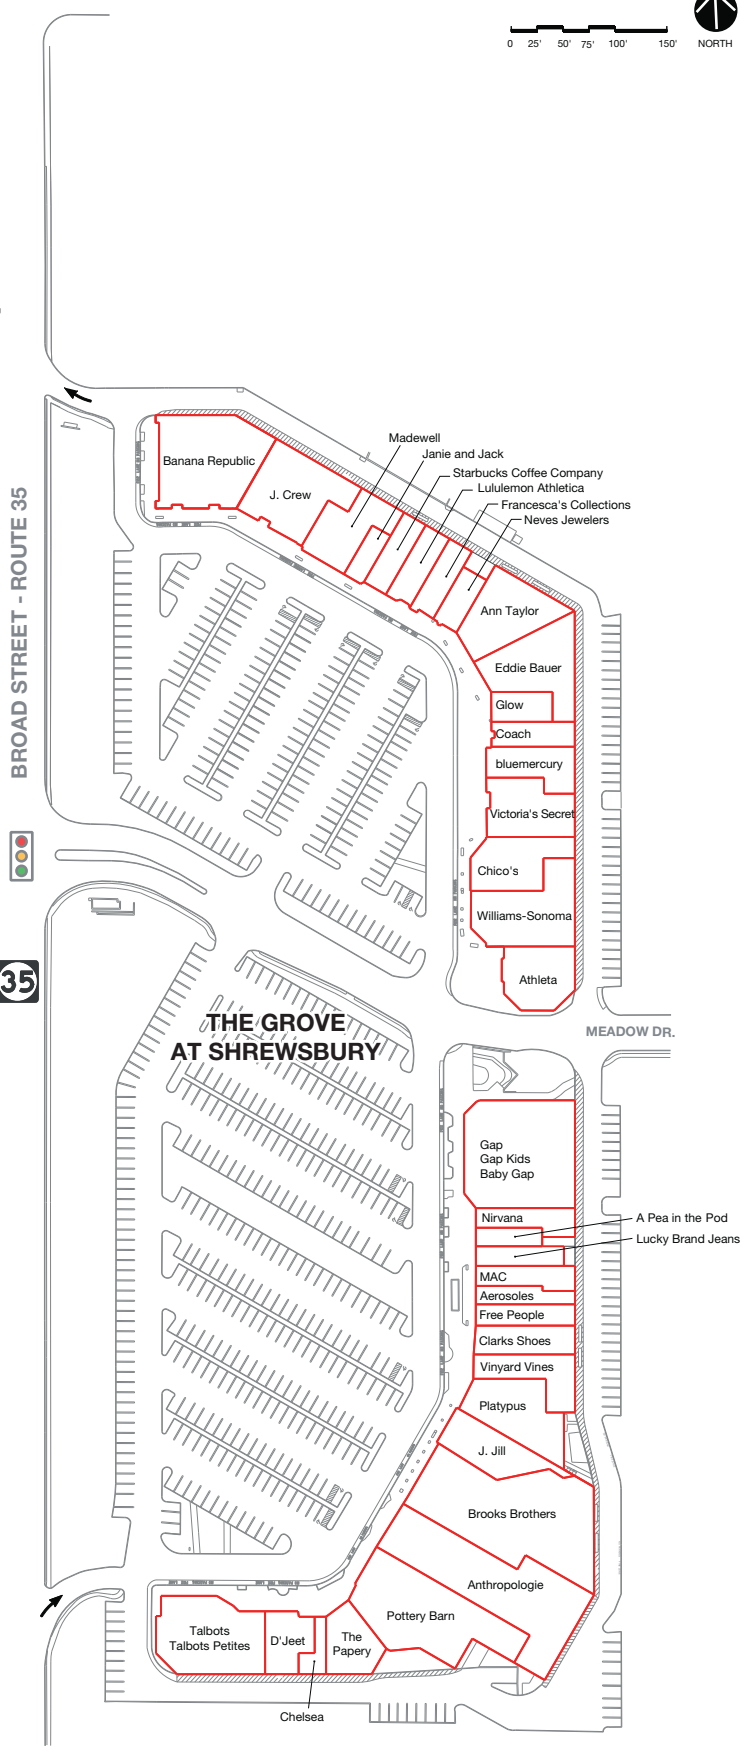 0 25' 50' 75' 100' 150'
NORTH
Madewell
Janie and Jack
Starbucks Coffee Company
Lululemon Athletica
Francesca's Collections
Neves Jewelers
Banana Republic
J. Crew
Ann Taylor
Eddie Bauer
Glow
Coach
bluemercury
Victoria's Secret
Chico's
Williams-Sonoma
Athleta
BROAD STREET - ROUTE 35
35
THE GROVE
AT SHREWSBURY
MEADOW DR.
Gap
Gap Kids
Baby Gap
Nirvana
A Pea in the Pod
Lucky Brand Jeans
MAC
Aerosoles
Free People
Clarks Shoes
Vinyard Vines
Platypus
J. Jill
Brooks Brothers
Anthropologie
Pottery Barn
The
Papery
D'Jeet
Talbots
Talbots Petites
Chelsea